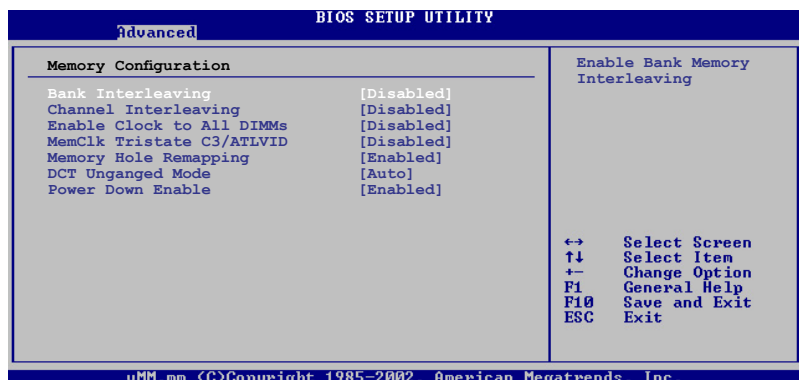 BIOS SETUP UTILITY
Advanced
Memory Configuration
Bank Interleaving [Disabled]
Channel Interleaving [Disabled]
Enable Clock to All DIMMs [Disabled]
MemClk Tristate C3/ATLVID [Disabled]
Memory Hole Remapping [Enabled]
DCT Unganged Mode [Auto]
Power Down Enable [Enabled]
Enable Bank Memory
Interleaving
←→ Select Screen
↑↓ Select Item
+- Change Option
F1 General Help
F10 Save and Exit
ESC Exit
(C)Copyright 1985-2002, American Megatrends, Inc